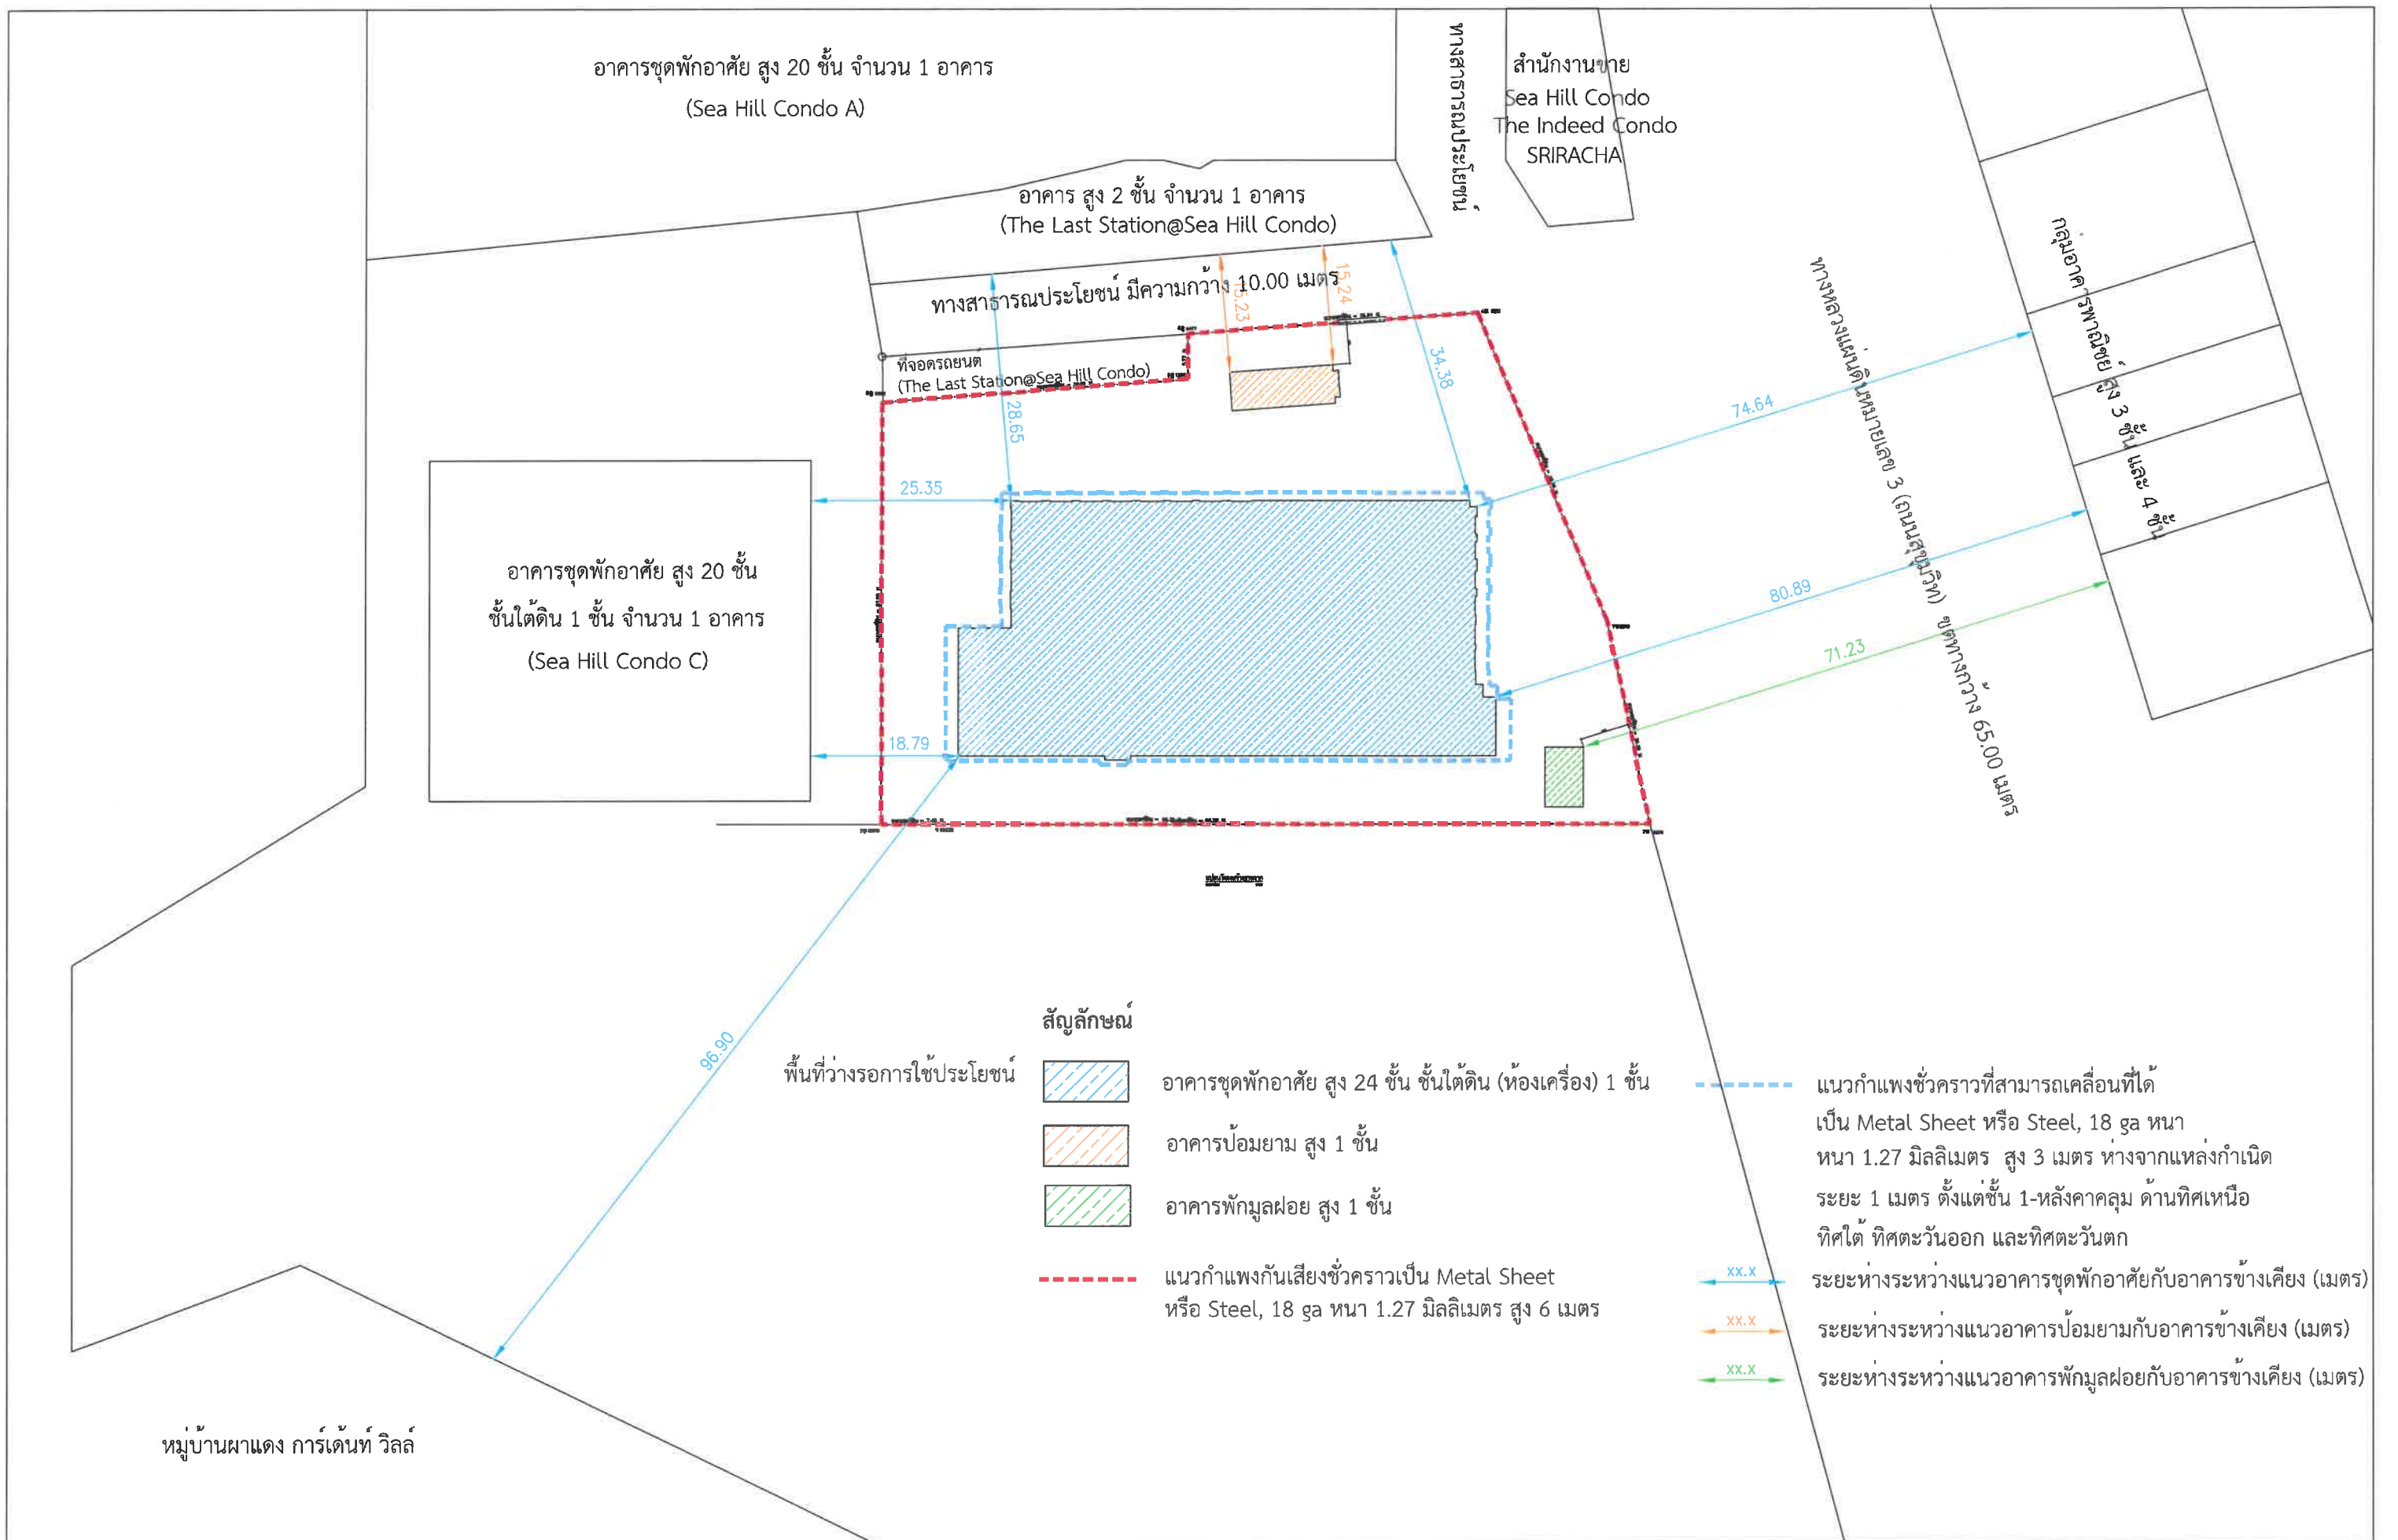 อาคารชุดพักอาศัย สูง 20 ชั้น จำนวน 1 อาคาร
(Sea Hill Condo A)
ทางสาธารณประโยชน์
สำนักงานขาย
Sea Hill Condo
The Indeed Condo
SRIRACHA
อาคาร สูง 2 ชั้น จำนวน 1 อาคาร
(The Last Station@Sea Hill Condo)
ทางสาธารณประโยชน์ มีความกว้าง 10.00 เมตร
15.23
15.24
ที่จอดรถยนต์
(The Last Station@Sea Hill Condo)
28.65
34.38
74.64
ทางหลวงแผ่นดินหมายเลข 3 (ถนนสุขุมวิท) ขตทางกว้าง 65.00 เมตร
กลุ่มอาคารพาณิชย์ สูง 3 ชั้น และ 4 ชั้น
25.35
อาคารชุดพักอาศัย สูง 20 ชั้น
ชั้นใต้ดิน 1 ชั้น จำนวน 1 อาคาร
(Sea Hill Condo C)
80.89
71.23
18.79
96.90
พื้นที่ว่างรอการใช้ประโยชน์
สัญลักษณ์
อาคารชุดพักอาศัย สูง 24 ชั้น ชั้นใต้ดิน (ห้องเครื่อง) 1 ชั้น
อาคารป้อมยาม สูง 1 ชั้น
อาคารพักมูลฝอย สูง 1 ชั้น
แนวกำแพงกันเสียงชั่วคราวเป็น Metal Sheet
หรือ Steel, 18 ga หนา 1.27 มิลลิเมตร สูง 6 เมตร
แนวกำแพงชั่วคราวที่สามารถเคลื่อนที่ได้
เป็น Metal Sheet หรือ Steel, 18 ga หนา
หนา 1.27 มิลลิเมตร สูง 3 เมตร ห่างจากแหล่งกำเนิด
ระยะ 1 เมตร ตั้งแต่ชั้น 1-หลังคาคลุม ด้านทิศเหนือ
ทิศใต้ ทิศตะวันออก และทิศตะวันตก
xx.x
ระยะห่างระหว่างแนวอาคารชุดพักอาศัยกับอาคารข้างเคียง (เมตร)
xx.x
ระยะห่างระหว่างแนวอาคารป้อมยามกับอาคารข้างเคียง (เมตร)
xx.x
ระยะห่างระหว่างแนวอาคารพักมูลฝอยกับอาคารข้างเคียง (เมตร)
หมู่บ้านผาแดง การ์เด้นท์ วิลล์